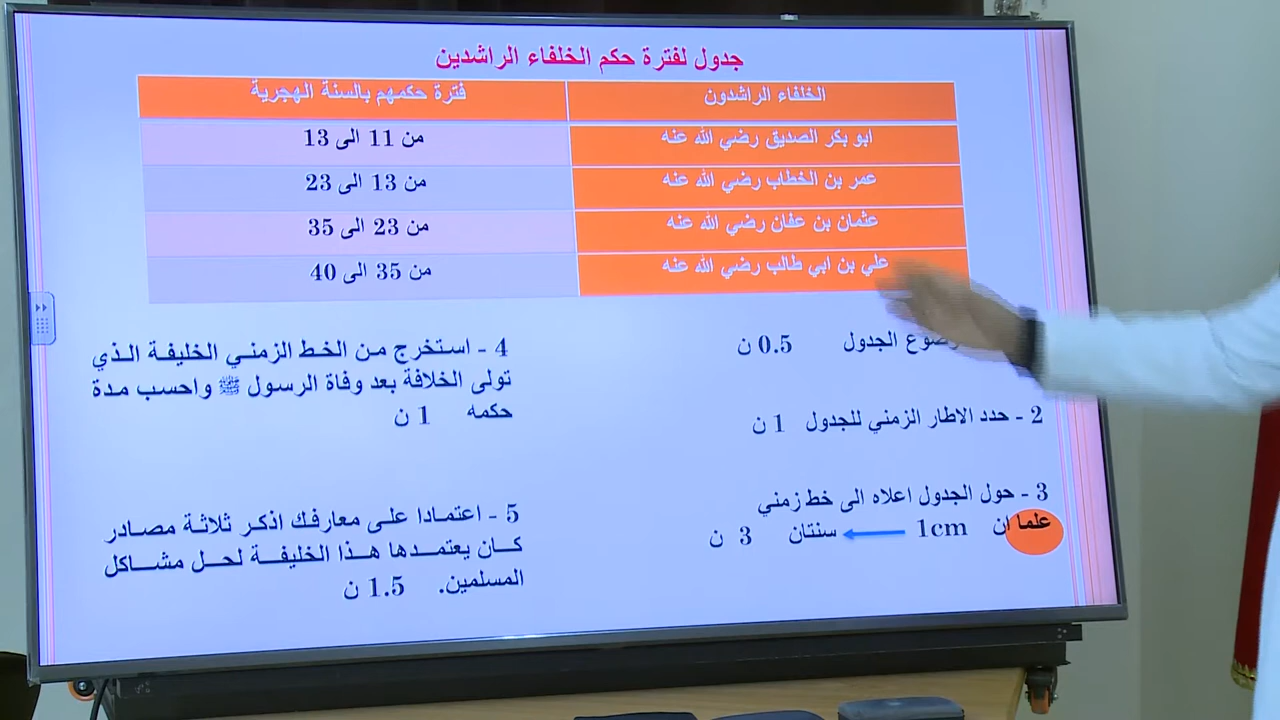 جدول لفترة حكم الخلفاء الراشدين
الخلفاء الراشدون
فترة حكمهم بالسنة الهجرية
ابو بكر الصديق رضي الله عنه
من 11 الى 13
عمر بن الخطاب رضي الله عنه
من 13 الى 23
عثمان بن عفان رضي الله عنه
من 23 الى 35
علي بن ابي طالب رضي الله عنه
من 35 الى 40
الجدول 0.5 ن
2 - حدد الاطار الزمني للجدول 1 ن
3 - حول الجدول اعلاه الى خط زمني
علما ان 1cm ← سنتان 3 ن
4 - استخرج من الخط الزمني الخليفة الذي
تولى الخلافة بعد وفاة الرسول ﷺ واحسب مدة
حكمه 1 ن
5 - اعتمادا على معارفك اذكر ثلاثة مصادر
كان يعتمدها هذا الخليفة لحل مشاكل
المسلمين. 1.5 ن